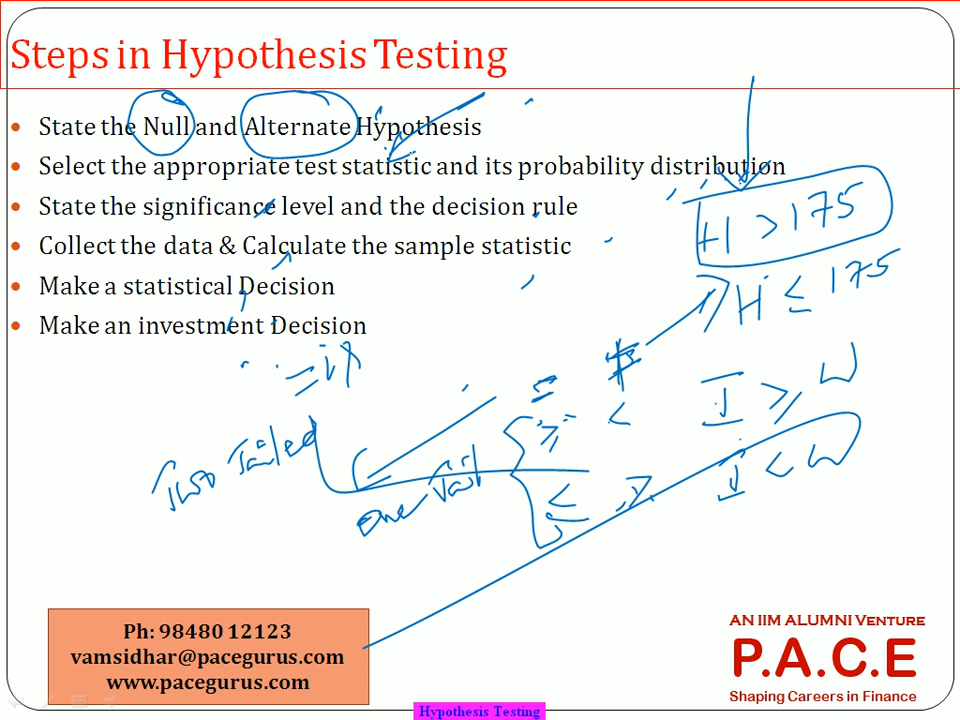 Steps in Hypothesis Testing
• State the Null and Alternate Hypothesis
• Select the appropriate test statistic and its probability distribution
• State the significance level and the decision rule
• Collect the data & Calculate the sample statistic
• Make a statistical Decision
• Make an investment Decision
H > 175
H ≤ 175
= ≠
≥ <
≤ >
I ≥ W
I < W
Two Tailed
one Tail
Ph: 98480 12123
vamsidhar@pacegurus.com
www.pacegurus.com
AN IIM ALUMNI VENTURE
P.A.C.E
Shaping Careers in Finance
Hypothesis Testing